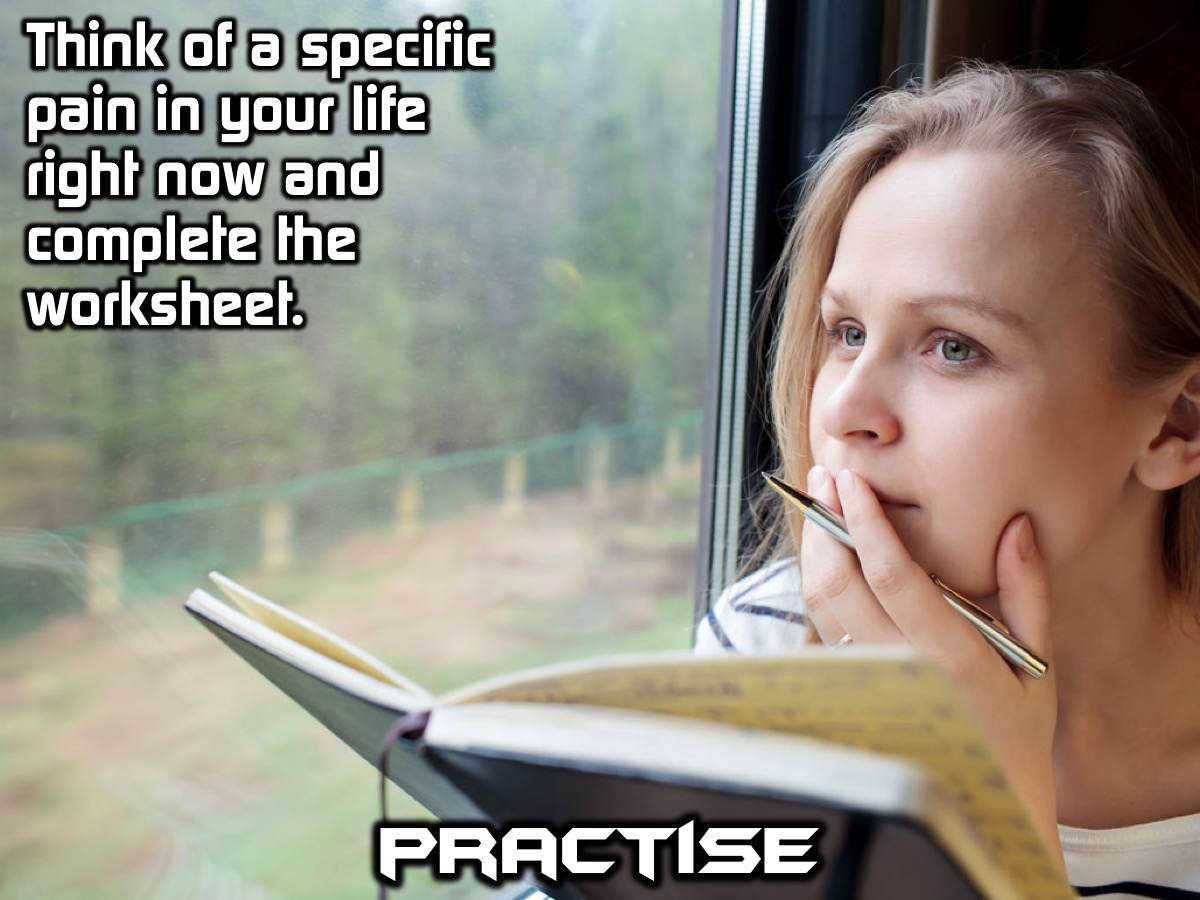 Think of a specific
pain in your life
right now and
complete the
worksheet.
PRACTISE